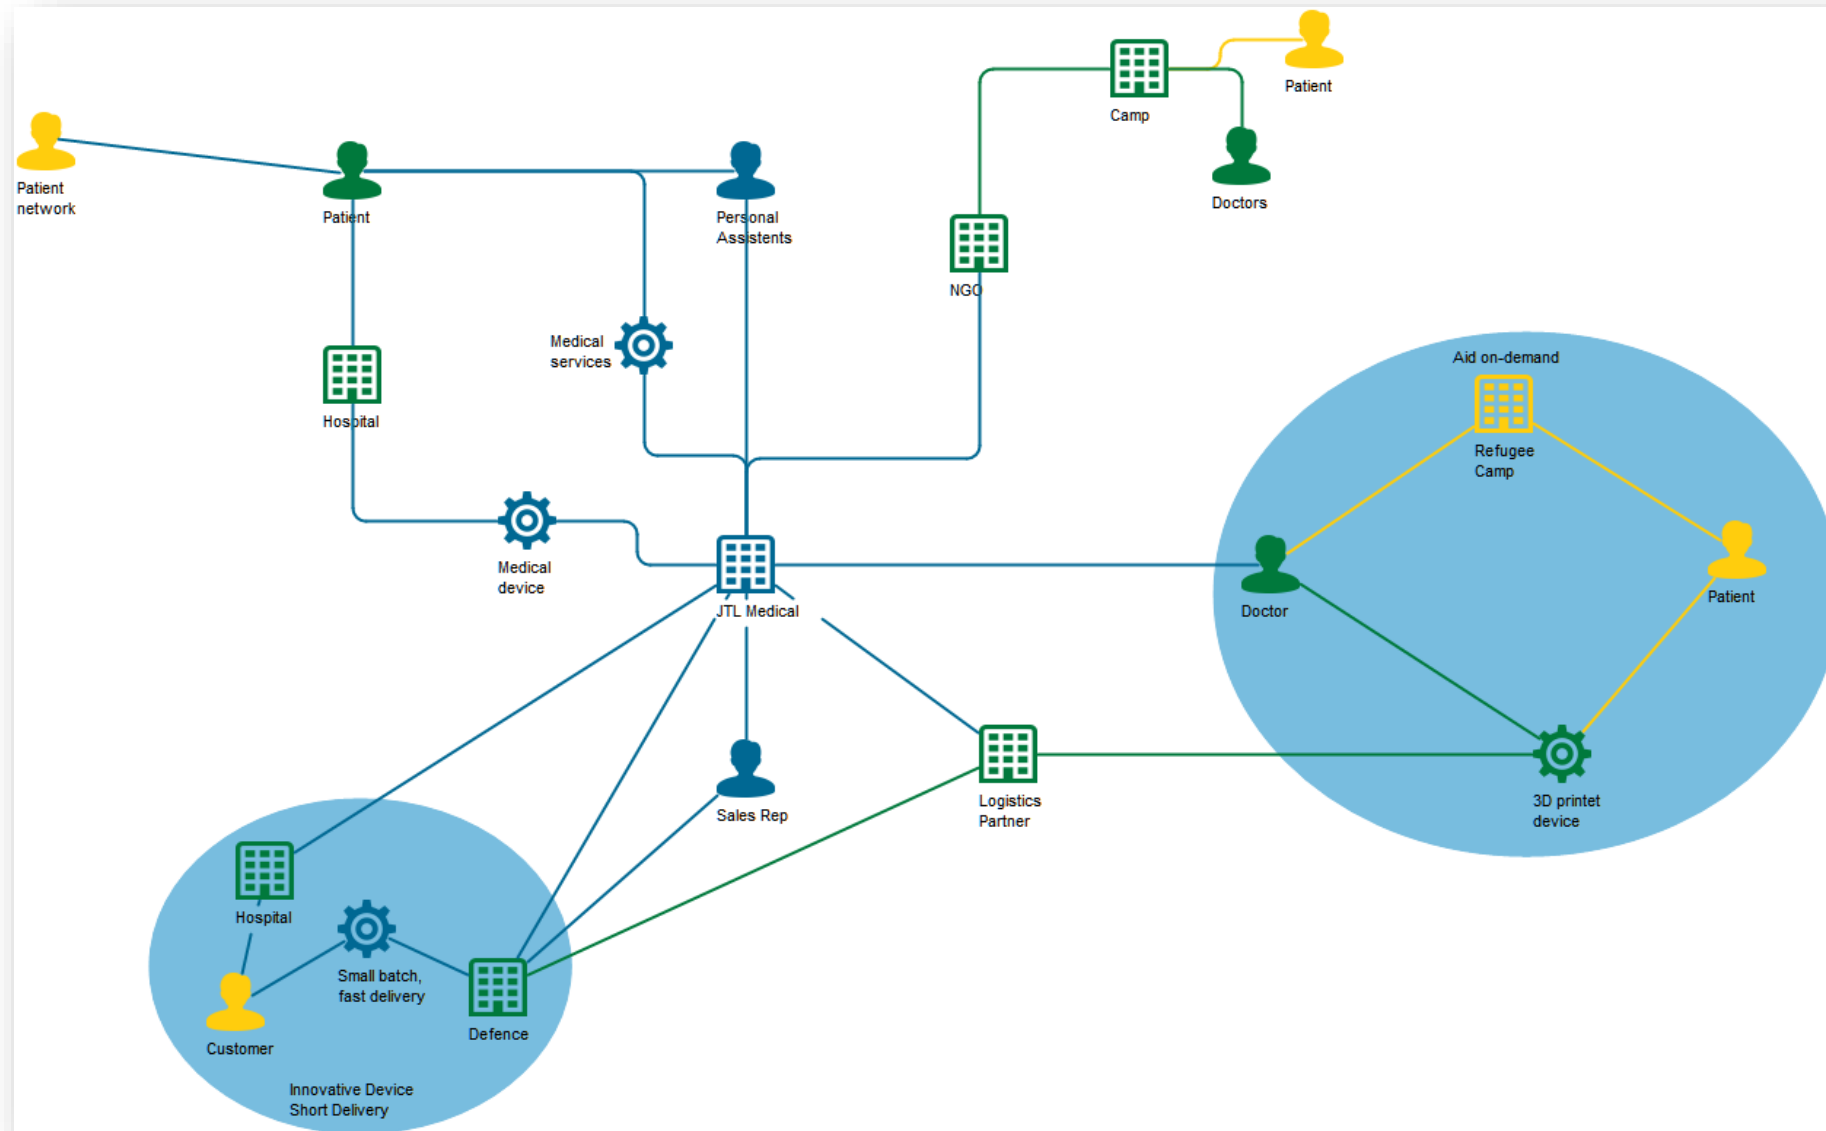 Patient
Camp
Patient
network
Patient
Personal
Assistents
Doctors
NGO
Medical
services
Aid on-demand
Hospital
Refugee
Camp
Medical
device
JTL Medical
Doctor
Patient
Sales Rep
Logistics
Partner
3D printet
device
Hospital
Small batch,
fast delivery
Defence
Customer
Innovative Device
Short Delivery